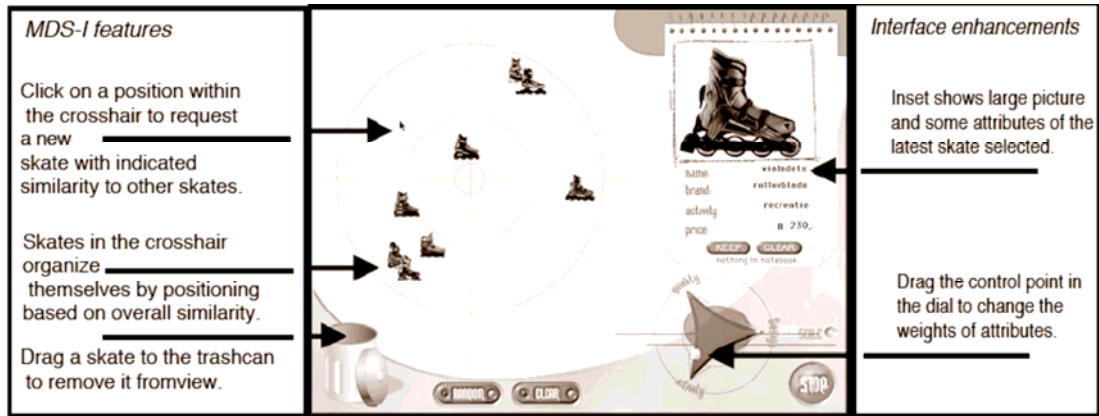 MDS-I features
Click on a position within
the crosshair to request
a new
skate with indicated
similarity to other skates.
Skates in the crosshair
organize
themselves by positioning
based on overall similarity.
Drag a skate to the trashcan
to remove it fromview.
name:
brand: rollerblade
activity: recreatie
price: 230,-
KEEP CLEAR
nothing in notebook
quality
activity
SCALE
RANDOM CLEAR
STOP
Interface enhancements
Inset shows large picture
and some attributes of the
latest skate selected.
Drag the control point in
the dial to change the
weights of attributes.